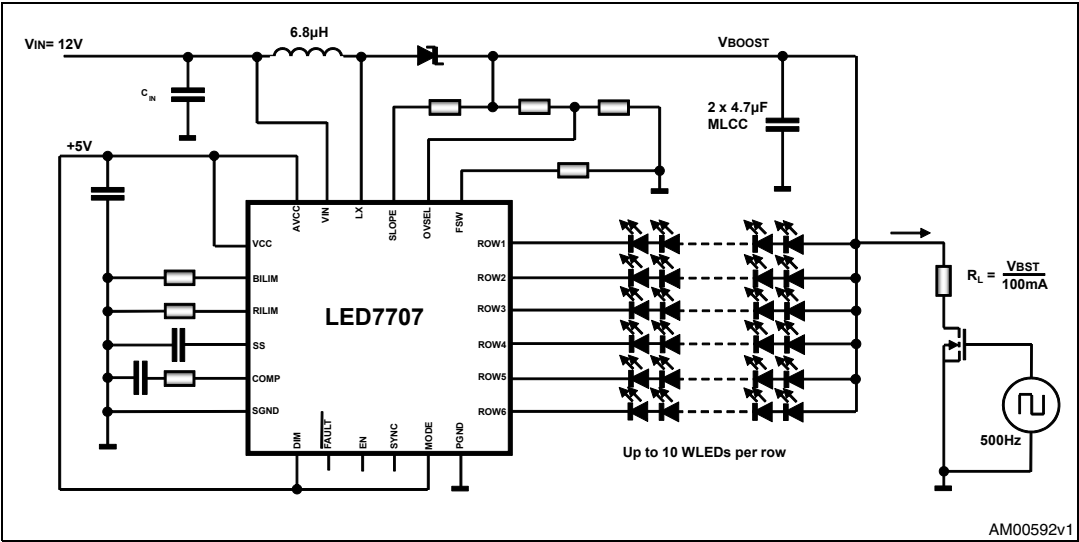 VIN= 12V
6.8µH
VBOOST
CIN
2 x 4.7µF
MLCC
+5V
AVCC
VIN
LX
SLOPE
OVSEL
FSW
VCC
BILIM
RILIM
SS
COMP
SGND
LED7707
ROW1
ROW2
ROW3
ROW4
ROW5
ROW6
DIM
FAULT
EN
SYNC
MODE
PGND
RL = VBST
100mA
500Hz
Up to 10 WLEDs per row
AM00592v1